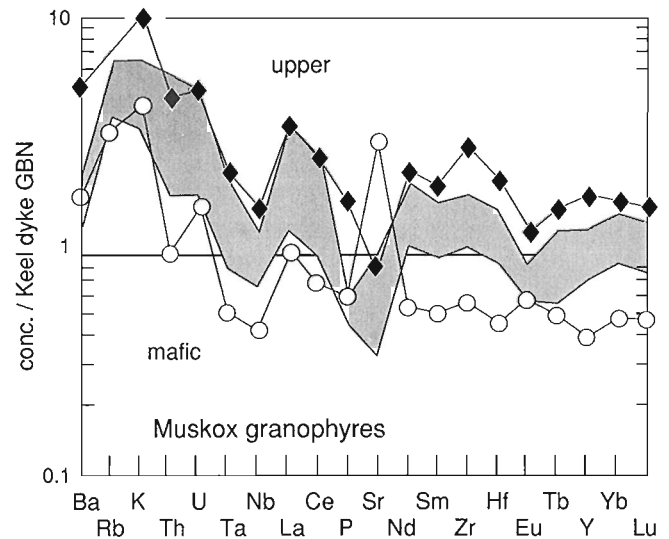 10
upper
1
conc. / Keel dyke GBN
mafic
Muskox granophyres
0.1
Ba K U Nb Ce Sr Sm Hf Tb Yb
Rb Th Ta La P Nd Zr Eu Y Lu